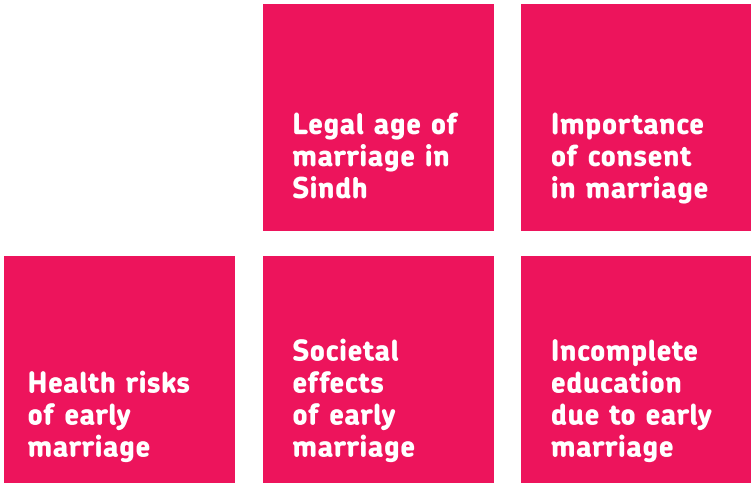 Legal age of
marriage in
Sindh
Importance
of consent
in marriage
Health risks
of early
marriage
Societal
effects
of early
marriage
Incomplete
education
due to early
marriage